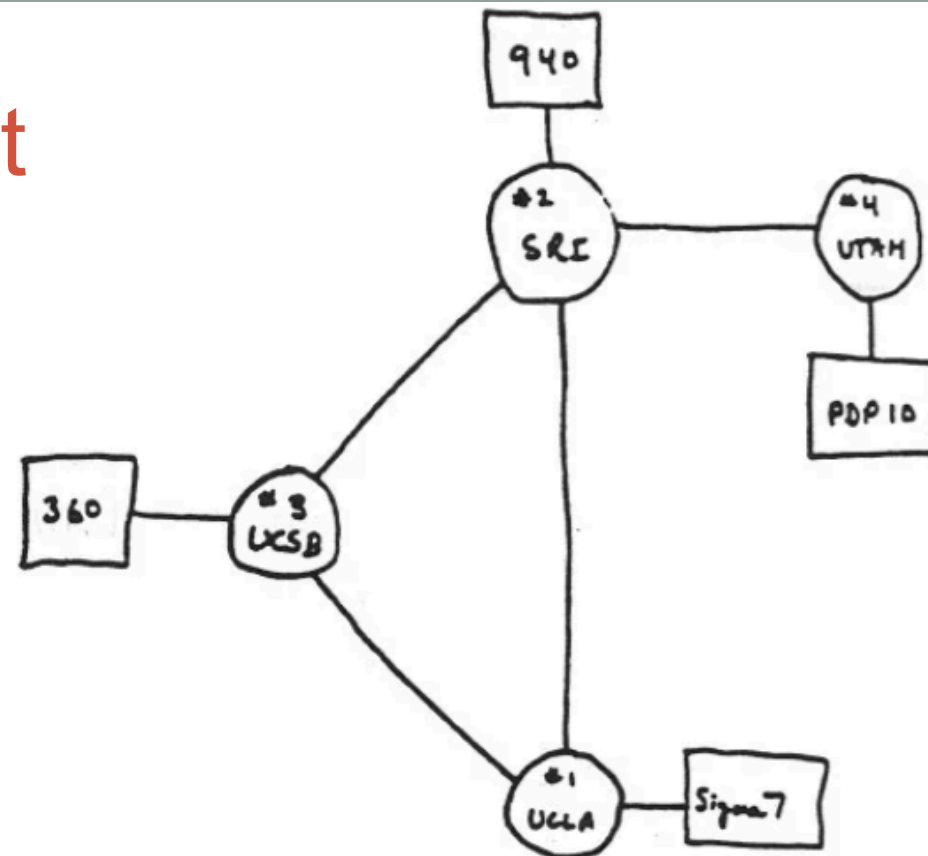 t
940
#2
SRI
#4
UTAH
PDP 10
360
#3
UCSB
#1
UCLA
Sigma 7